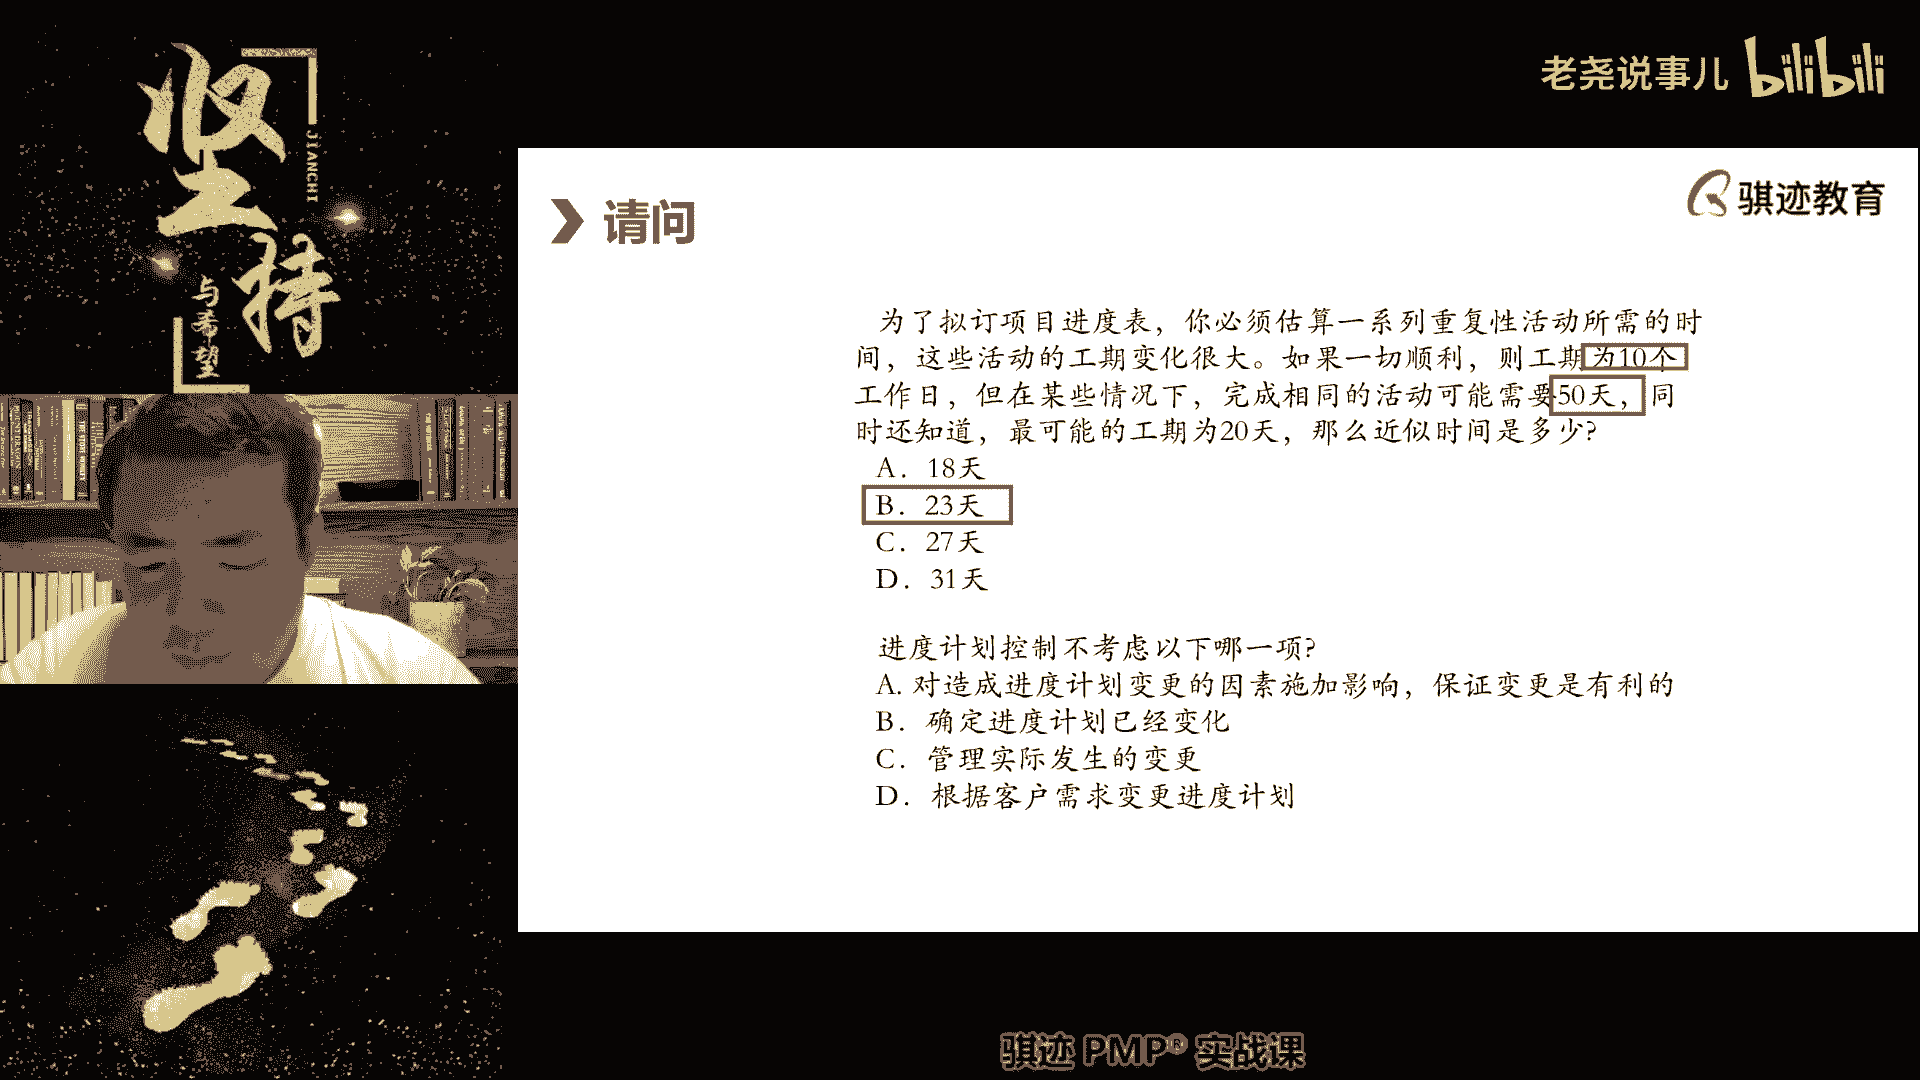 坚持
JIANCHI
与希望
老尧说事儿 bilibili
骐迹教育
请问
为了拟订项目进度表，你必须估算一系列重复性活动所需的时
间，这些活动的工期变化很大。如果一切顺利，则工期为10个
工作日，但在某些情况下，完成相同的活动可能需要50天，同
时还知道，最可能的工期为20天，那么近似时间是多少?
A．18天
B．23天
C．27天
D．31天
进度计划控制不考虑以下哪一项?
A. 对造成进度计划变更的因素施加影响，保证变更是有利的
B．确定进度计划已经变化
C．管理实际发生的变更
D．根据客户需求变更进度计划
骐迹 PMP® 实战课